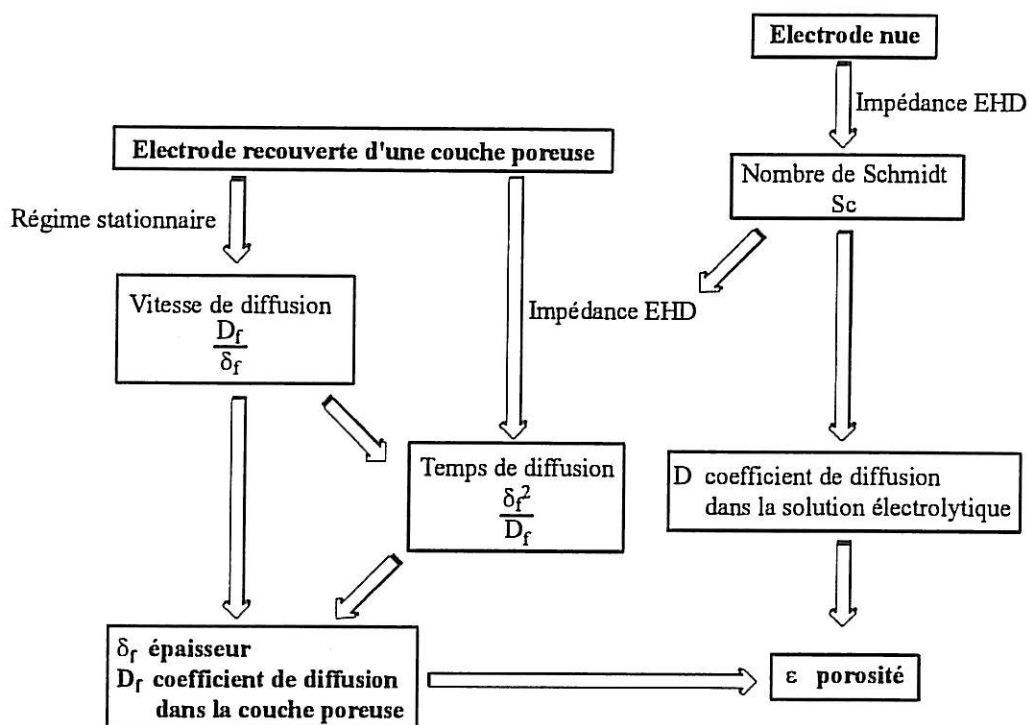 Electrode nue
Impédance EHD
Electrode recouverte d'une couche poreuse
Nombre de Schmidt
Sc
Régime stationnaire
Vitesse de diffusion
D_f
δ_f
Impédance EHD
Temps de diffusion
δ_f²
D_f
D coefficient de diffusion
dans la solution électrolytique
δ_f épaisseur
D_f coefficient de diffusion
dans la couche poreuse
ε porosité